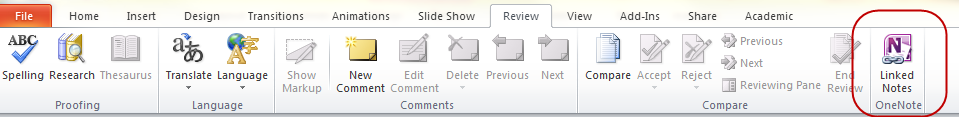 File Home Insert Design Transitions Animations Slide Show Review View Add-Ins Share Academic
ABC
Spelling Research Thesaurus
Proofing
Translate Language
Language
Show Markup
New Comment
Edit Comment
Delete Previous Next
Comments
Compare Accept Reject
Previous
Next
Reviewing Pane
End Review
Compare
N
Linked Notes
OneNote